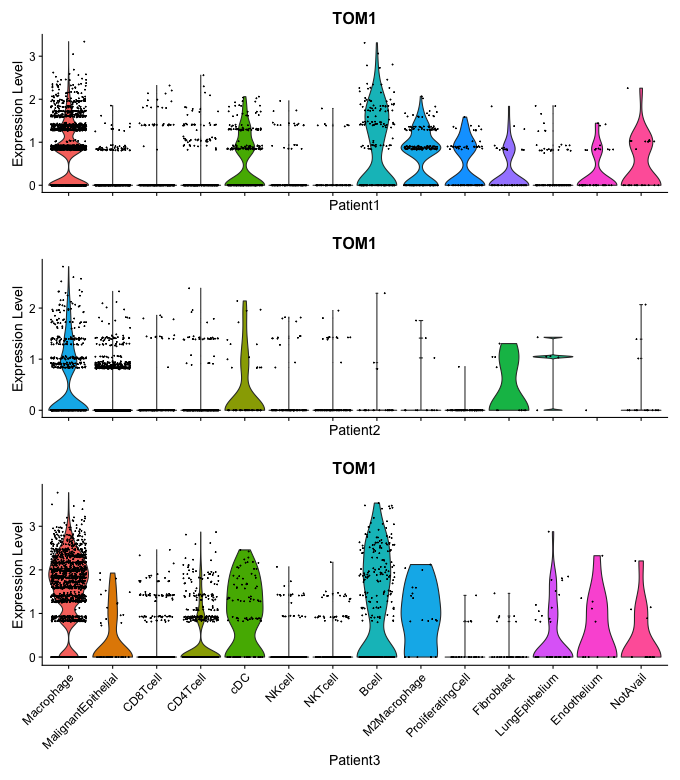 TOM1
Expression Level
3
2
1
0
Patient1
TOM1
Expression Level
2
1
0
Patient2
TOM1
Expression Level
3
2
1
0
Macrophage
MalignantEpithelial
CD8Tcell
CD4Tcell
cDC
NKcell
NKTcell
Bcell
M2Macrophage
ProliferatingCell
Fibroblast
LungEpithelium
Endothelium
NotAvail
Patient3